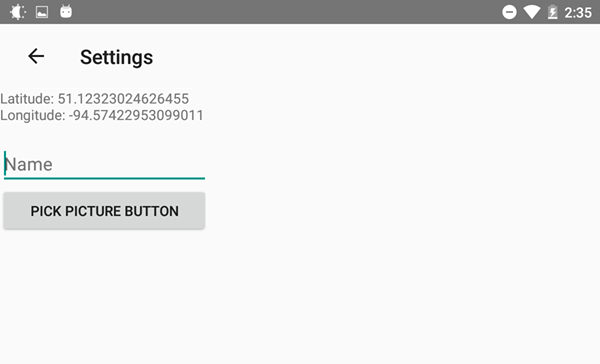 2:35
Settings
Latitude: 51.12323024626455
Longitude: -94.57422953099011
Name
PICK PICTURE BUTTON